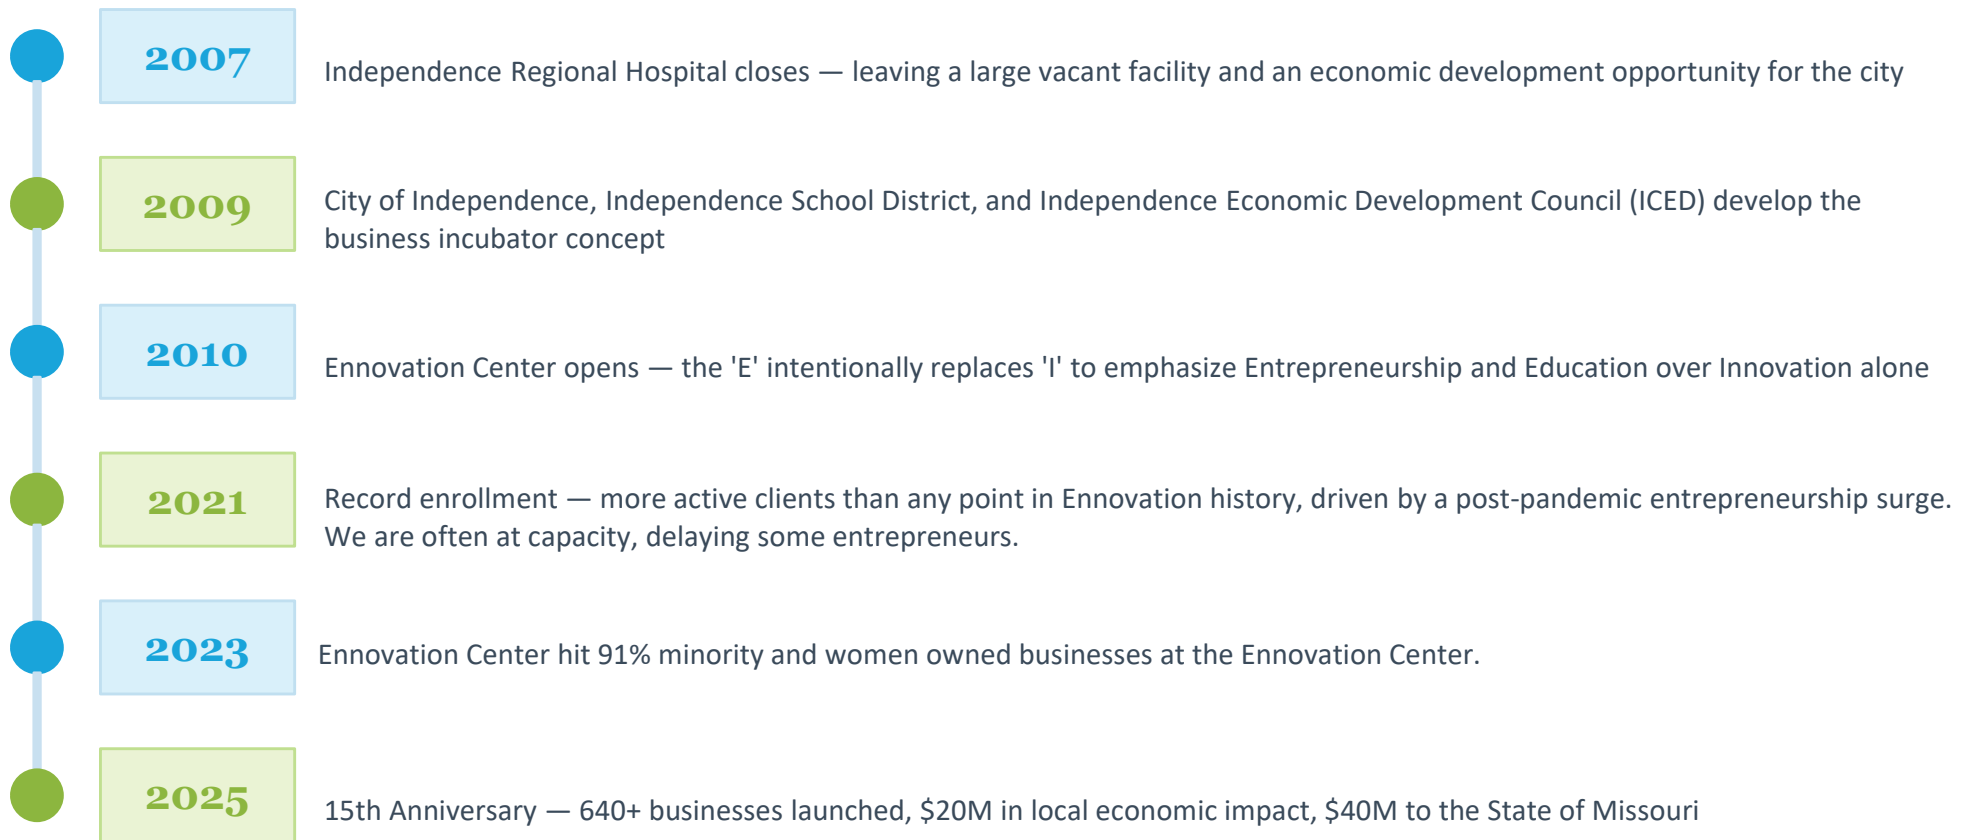 2007
Independence Regional Hospital closes — leaving a large vacant facility and an economic development opportunity for the city
2009
City of Independence, Independence School District, and Independence Economic Development Council (ICED) develop the
business incubator concept
2010
Ennovation Center opens — the 'E' intentionally replaces 'I' to emphasize Entrepreneurship and Education over Innovation alone
2021
Record enrollment — more active clients than any point in Ennovation history, driven by a post-pandemic entrepreneurship surge.
We are often at capacity, delaying some entrepreneurs.
2023
Ennovation Center hit 91% minority and women owned businesses at the Ennovation Center.
2025
15th Anniversary — 640+ businesses launched, $20M in local economic impact, $40M to the State of Missouri